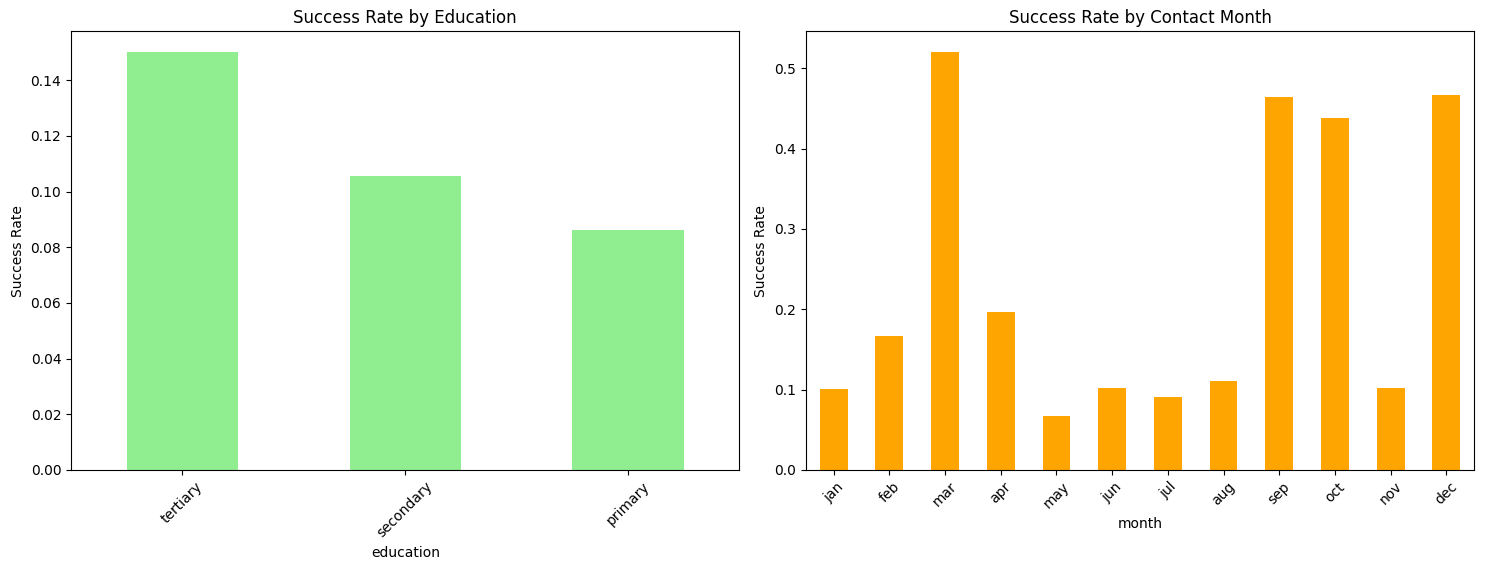 Success Rate by Education
Success Rate
0.14
0.12
0.10
0.08
0.06
0.04
0.02
0.00
tertiary
secondary
primary
education
Success Rate by Contact Month
Success Rate
0.5
0.4
0.3
0.2
0.1
0.0
jan
feb
mar
apr
may
jun
jul
aug
sep
oct
nov
dec
month